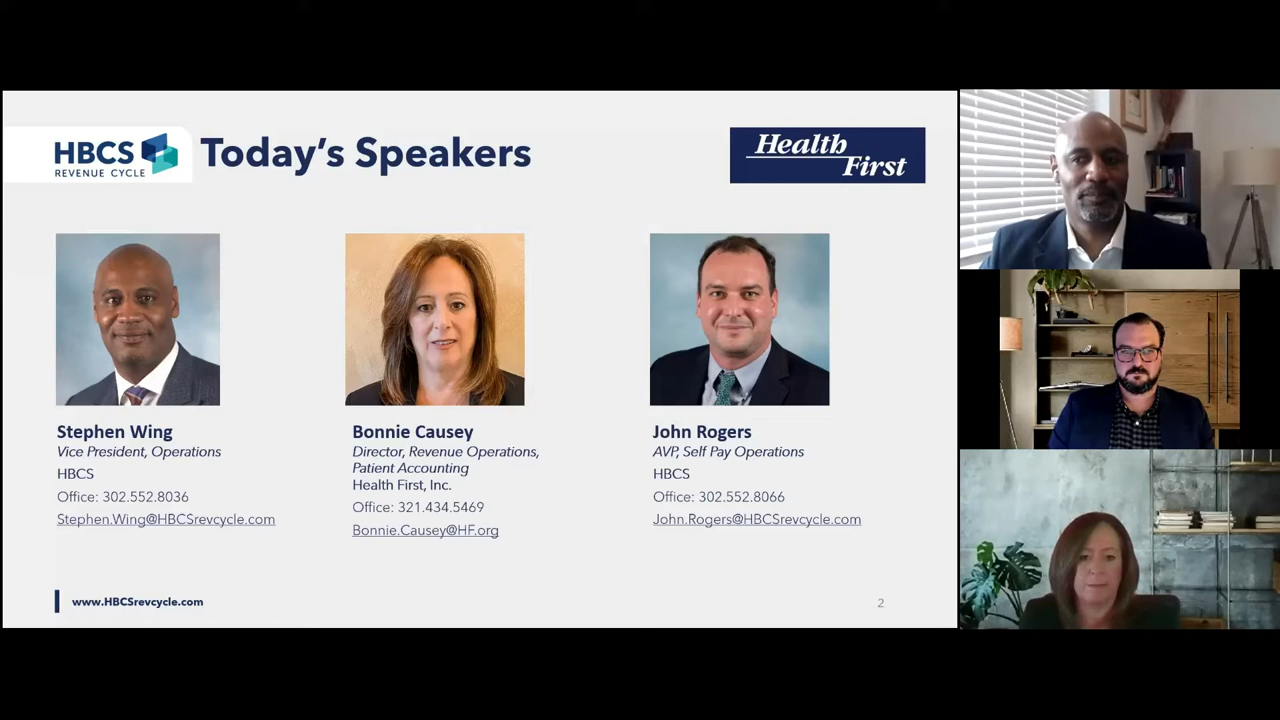 HBCS
REVENUE CYCLE
Today's Speakers
Health
First
Stephen Wing
Vice President, Operations
HBCS
Office: 302.552.8036
Stephen.Wing@HBCSrevcycle.com
Bonnie Causey
Director, Revenue Operations,
Patient Accounting
Health First, Inc.
Office: 321.434.5469
Bonnie.Causey@HF.org
John Rogers
AVP, Self Pay Operations
HBCS
Office: 302.552.8066
John.Rogers@HBCSrevcycle.com
www.HBCSrevcycle.com
2